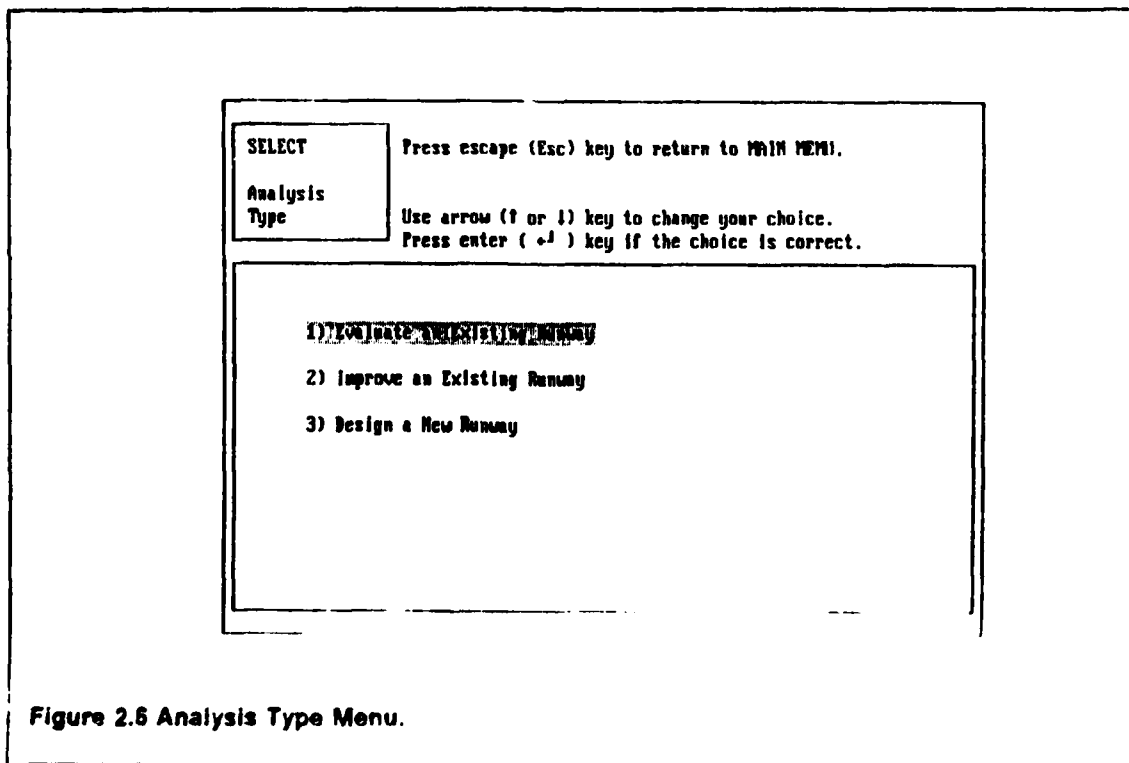 SELECT
Press escape (Esc) key to return to MAIN MENU.
Analysis
Type
Use arrow (↑ or ↓) key to change your choice.
Press enter ( ↵ ) key if the choice is correct.
1) Evaluate an Existing Runway
2) Improve an Existing Runway
3) Design a New Runway
Figure 2.6 Analysis Type Menu.